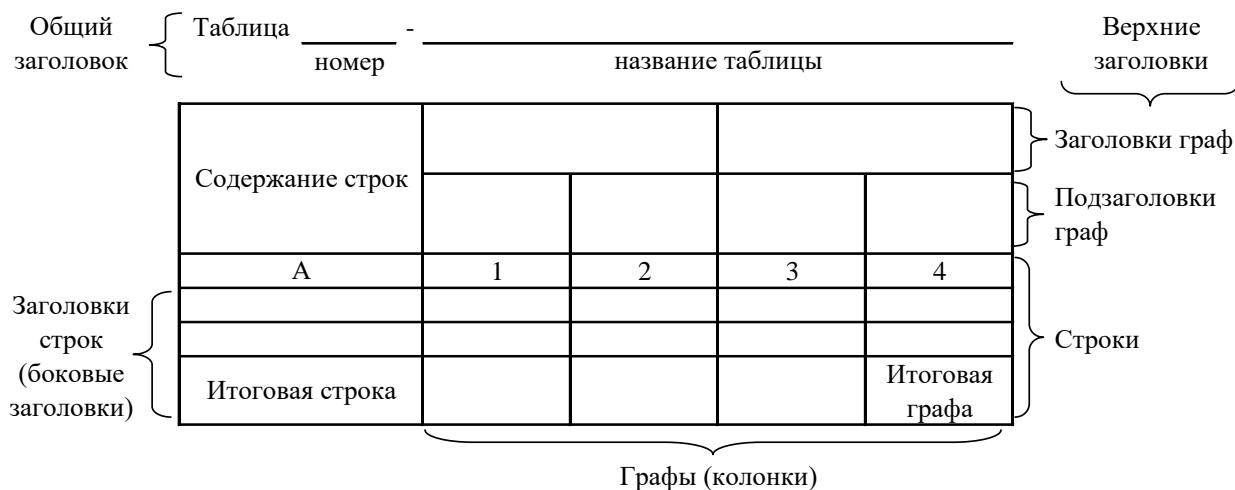 Общий
заголовок
Таблица -
номер
название таблицы
Верхние
заголовки
Содержание строк
Заголовки граф
Подзаголовки
граф
А 1 2 3 4
Заголовки
строк
(боковые
заголовки)
Строки
Итоговая строка
Итоговая
графа
Графы (колонки)